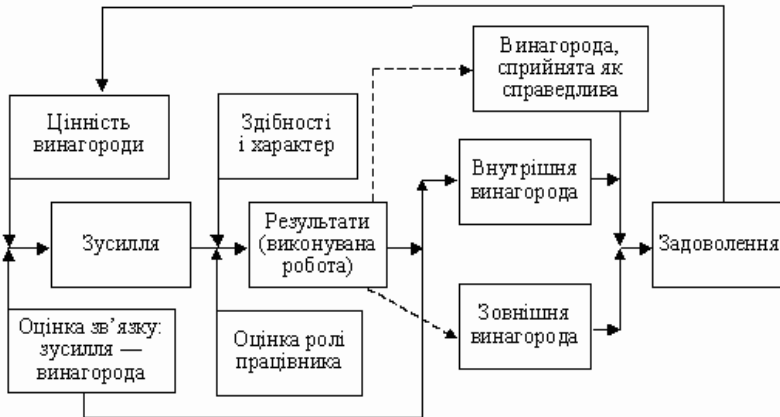 Винагорода,
сприйнята як
справедлива
Цінність
винагороди
Здібності
і характер
Внутрішня
винагорода
Зусилля
Результати
(виконувана
робота)
Задоволення
Оцінка зв’язку:
зусилля —
винагорода
Оцінка ролі
працівника
Зовнішня
винагорода